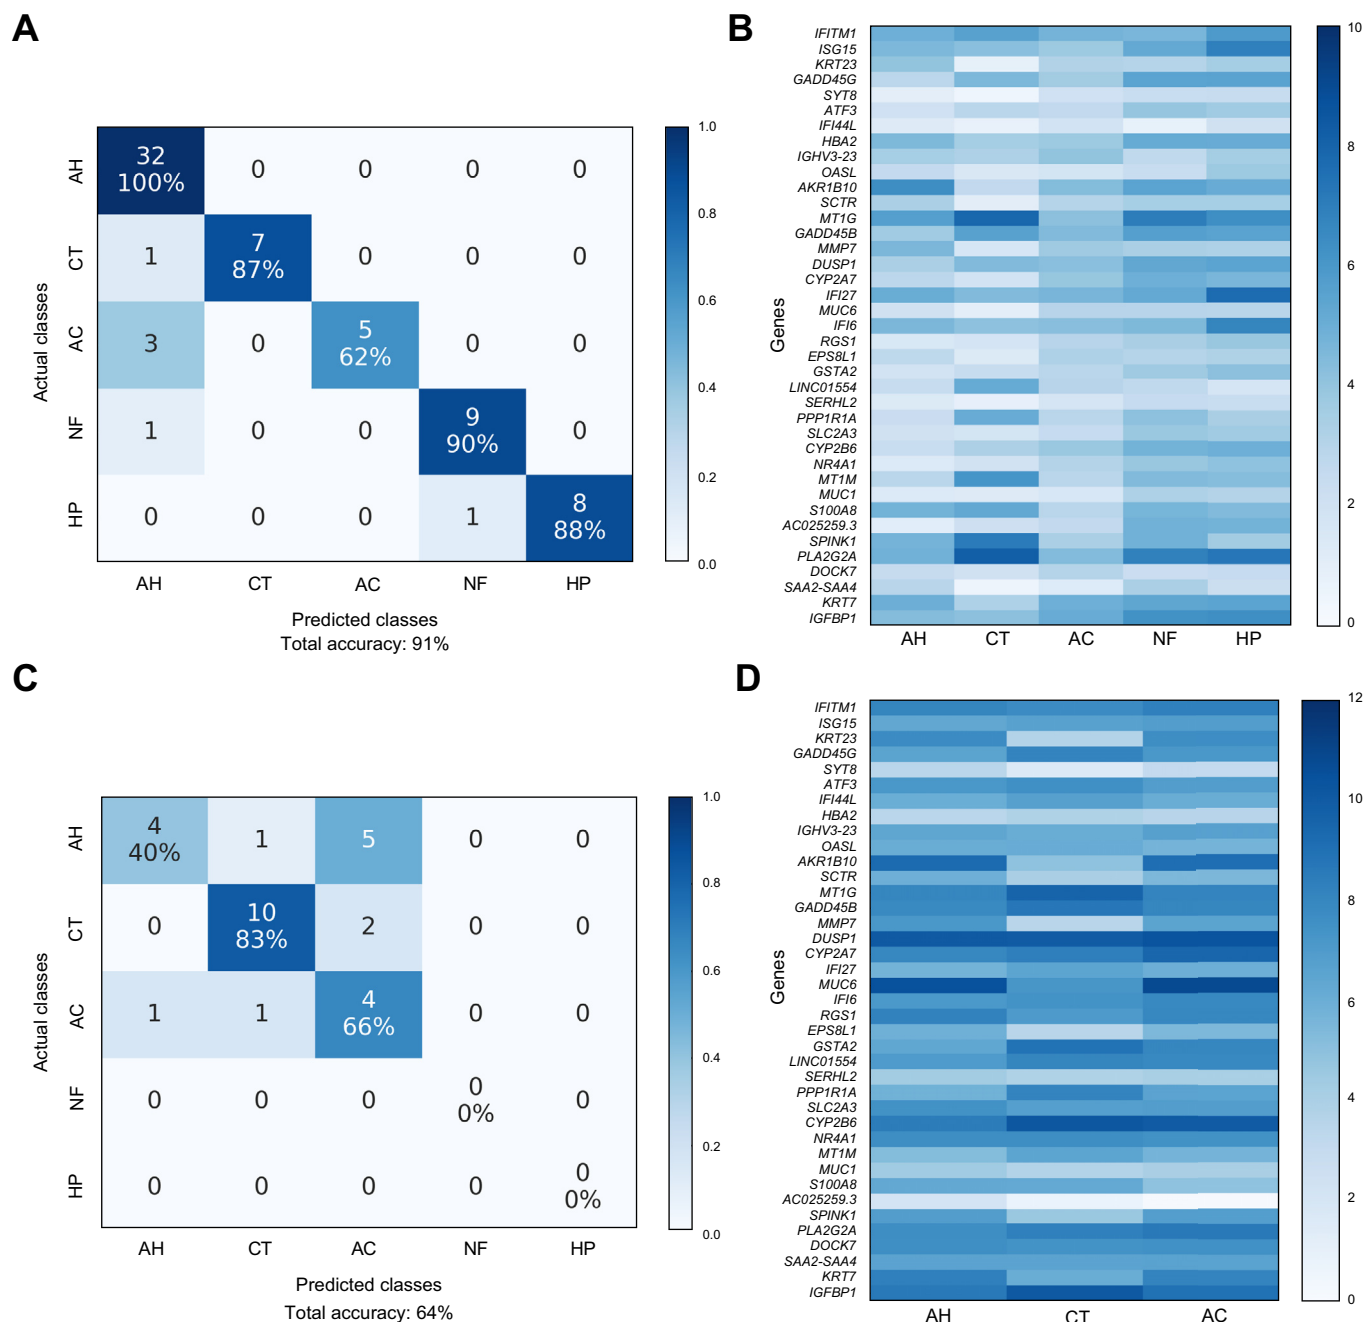 A
Actual classes
AH
32
100%
0
0
0
0
CT
1
7
87%
0
0
0
AC
3
0
5
62%
0
0
NF
1
0
0
9
90%
0
HP
0
0
0
1
8
88%
AH CT AC NF HP
Predicted classes
Total accuracy: 91%
1.0
0.8
0.6
0.4
0.2
0.0
B
Genes
IFITM1
ISG15
KRT23
GADD45G
SYT8
ATF3
IFI44L
HBA2
IGHV3-23
OASL
AKR1B10
SCTR
MT1G
GADD45B
MMP7
DUSP1
CYP2A7
IFI27
MUC6
IFI6
RGS1
EPS8L1
GSTA2
LINC01554
SERHL2
PPP1R1A
SLC2A3
CYP2B6
NR4A1
MT1M
MUC1
S100A8
AC025259.3
SPINK1
PLA2G2A
DOCK7
SAA2-SAA4
KRT7
IGFBP1
AH CT AC NF HP
10
8
6
4
2
0
C
Actual classes
AH
4
40%
1
5
0
0
CT
0
10
83%
2
0
0
AC
1
1
4
66%
0
0
NF
0
0
0
0
0%
0
HP
0
0
0
0
0
0%
AH CT AC NF HP
Predicted classes
Total accuracy: 64%
1.0
0.8
0.6
0.4
0.2
0.0
D
Genes
IFITM1
ISG15
KRT23
GADD45G
SYT8
ATF3
IFI44L
HBA2
IGHV3-23
OASL
AKR1B10
SCTR
MT1G
GADD45B
MMP7
DUSP1
CYP2A7
IFI27
MUC6
IFI6
RGS1
EPS8L1
GSTA2
LINC01554
SERHL2
PPP1R1A
SLC2A3
CYP2B6
NR4A1
MT1M
MUC1
S100A8
AC025259.3
SPINK1
PLA2G2A
DOCK7
SAA2-SAA4
KRT7
IGFBP1
AH CT AC
12
10
8
6
4
2
0